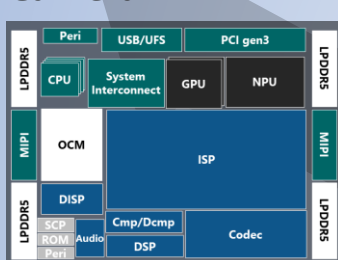 Peri
USB/UFS
PCI gen3
LPDDR5
LPDDR5
CPU
System
Interconnect
GPU
NPU
MIPI
OCM
ISP
MIPI
DISP
LPDDR5
SCP
ROM
Peri
Audio
Cmp/Dcmp
DSP
Codec
LPDDR5